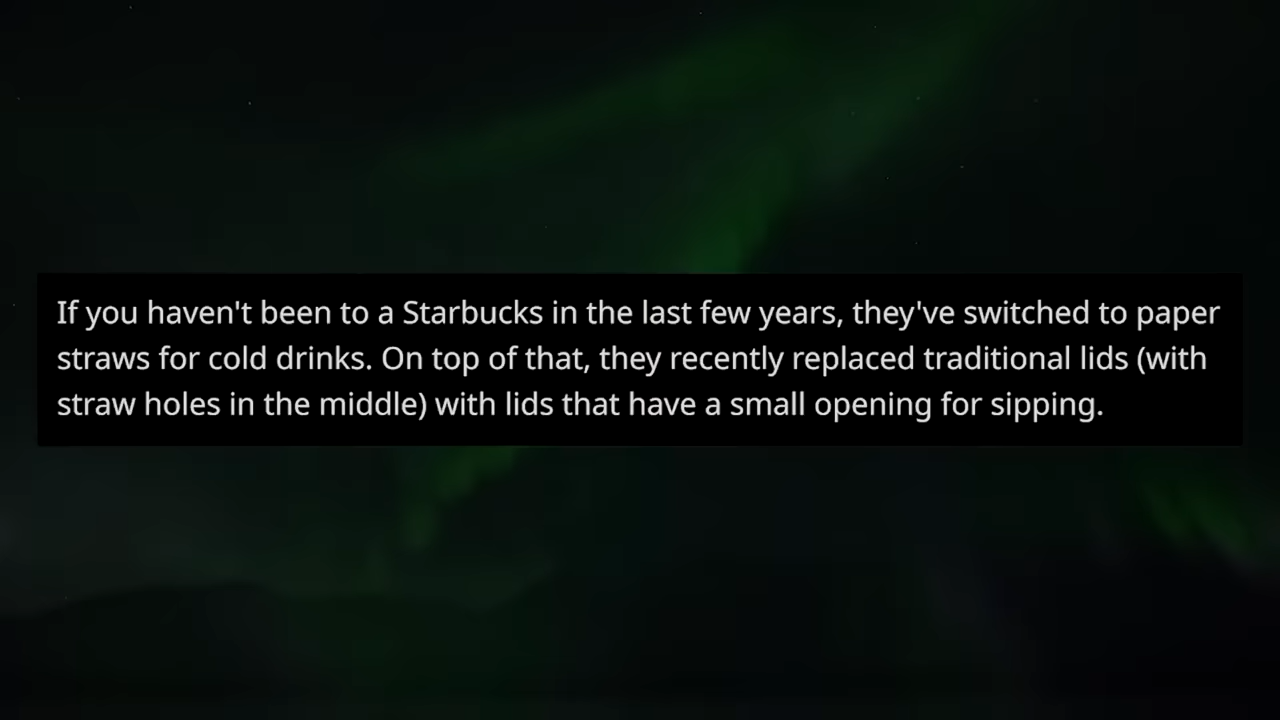 If you haven't been to a Starbucks in the last few years, they've switched to paper
straws for cold drinks. On top of that, they recently replaced traditional lids (with
straw holes in the middle) with lids that have a small opening for sipping.